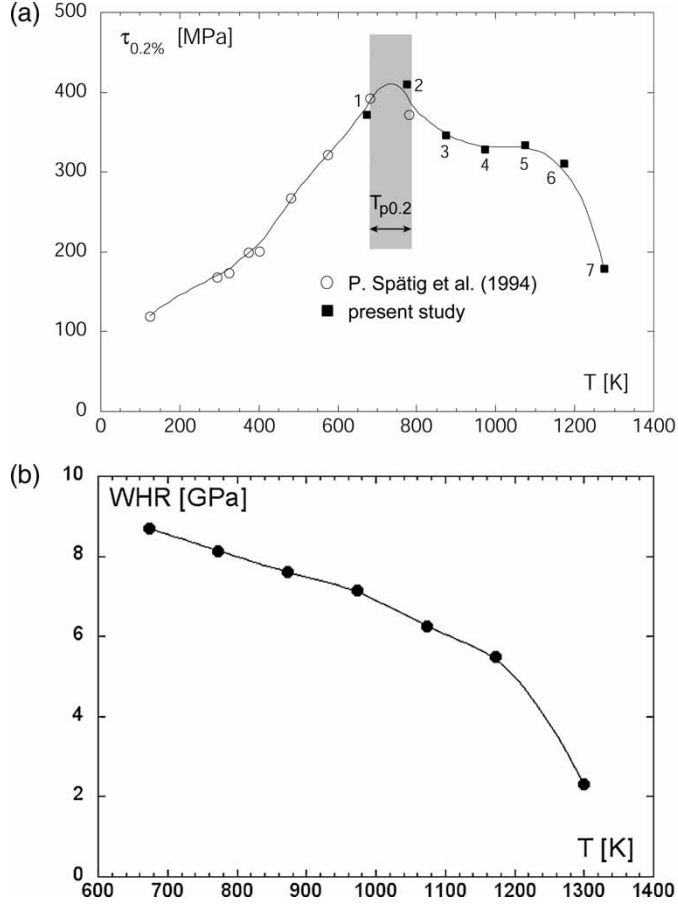 (a)
τ0.2% [MPa]
500
400
300
200
100
0
1
2
3
4
5
6
7
Tp0.2
P. Spätig et al. (1994)
present study
T [K]
0 200 400 600 800 1000 1200 1400
(b)
WHR [GPa]
10
8
6
4
2
0
T [K]
600 700 800 900 1000 1100 1200 1300 1400